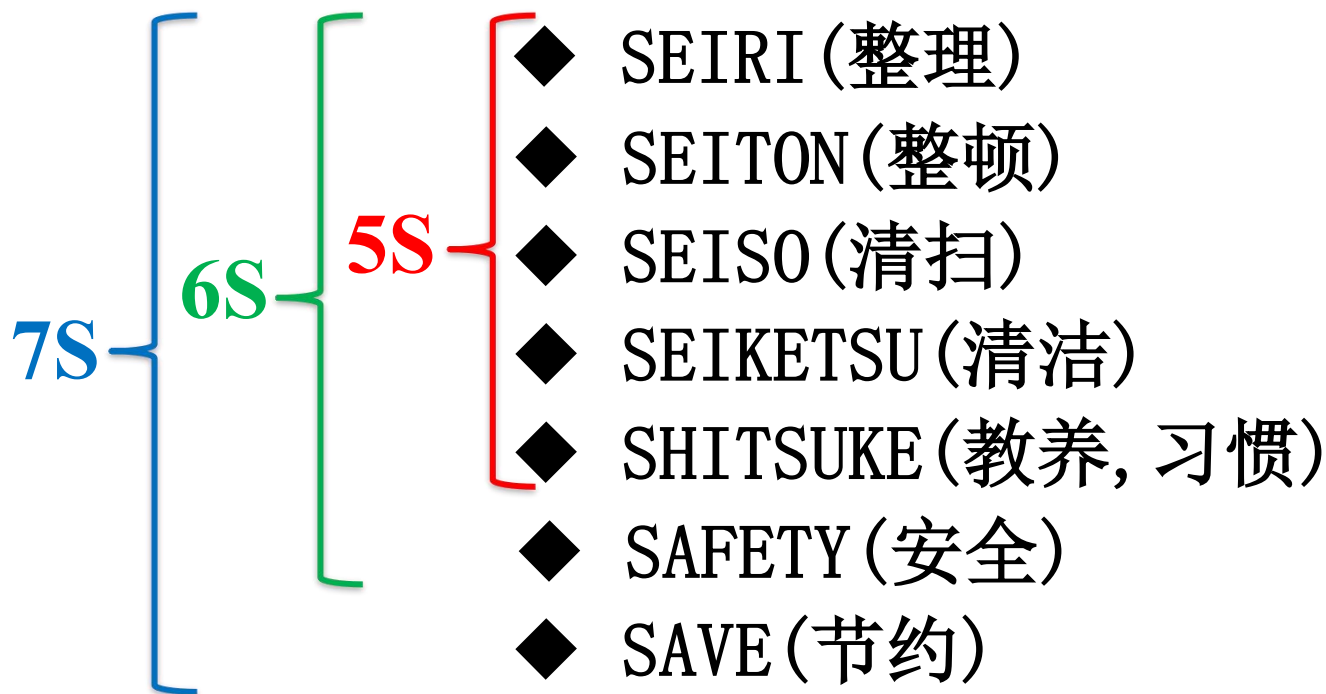 ◆ SEIRI(整理)
◆ SEITON(整顿)
5S
◆ SEISO(清扫)
6S
7S
◆ SEIKETSU(清洁)
◆ SHITSUKE(教养,习惯)
◆ SAFETY(安全)
◆ SAVE(节约)